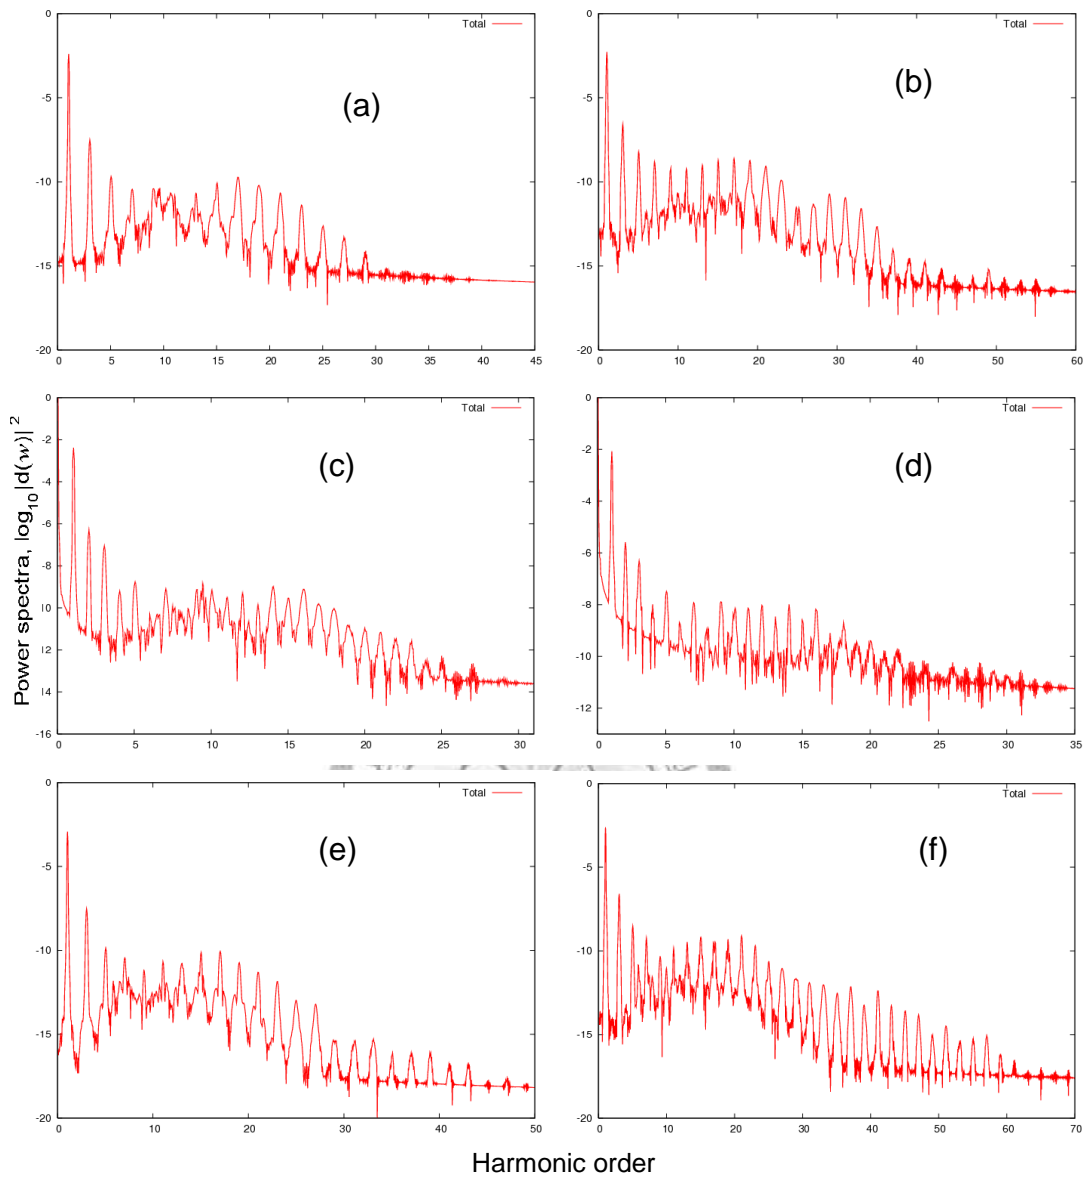 0
Total
(a)
-5
-10
-15
-20
0 5 10 15 20 25 30 35 40 45
0
Total
(b)
-5
-10
-15
-20
0 10 20 30 40 50 60
Power spectra, log10|d(w)|2
0
Total
-2
(c)
-4
-6
-8
10
12
14
-16
0 5 10 15 20 25 30
0
Total
-2
(d)
-4
-6
-8
-10
-12
0 5 10 15 20 25 30 35
0
Total
(e)
-5
-10
-15
-20
0 10 20 30 40 50
0
Total
(f)
-5
-10
-15
-20
0 10 20 30 40 50 60 70
Harmonic order